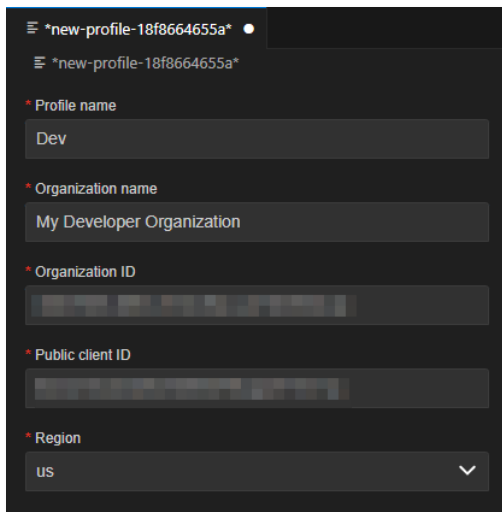 *new-profile-18f8664655a*
*new-profile-18f8664655a*
* Profile name
Dev
* Organization name
My Developer Organization
* Organization ID
* Public client ID
* Region
us